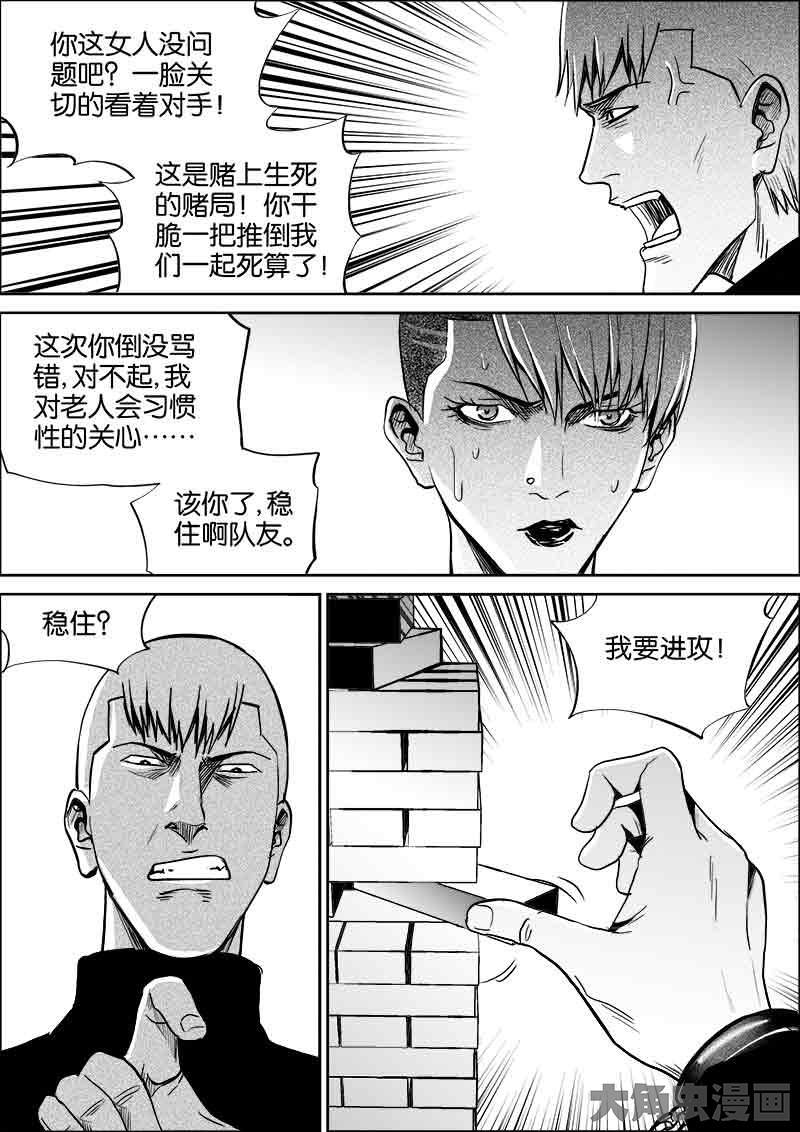 你这女人没问
题吧？一脸关
切的看着对手！
这是赌上生死
的赌局！你干
脆一把推倒我
们一起死算了！
这次你倒没骂
错，对不起，我
对老人会习惯
性的关心……
该你了，稳
住啊队友。
稳住？
我要进攻！
大角虫漫画